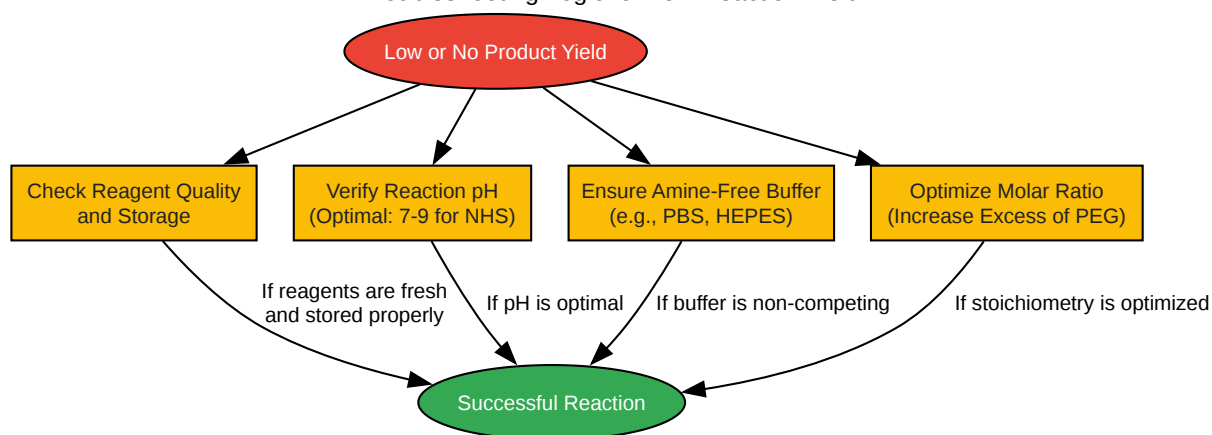 Low or No Product Yield
Check Reagent Quality
and Storage
Verify Reaction pH
(Optimal: 7-9 for NHS)
Ensure Amine-Free Buffer
(e.g., PBS, HEPES)
Optimize Molar Ratio
(Increase Excess of PEG)
If reagents are fresh
and stored properly
If pH is optimal
If buffer is non-competing
If stoichiometry is optimized
Successful Reaction